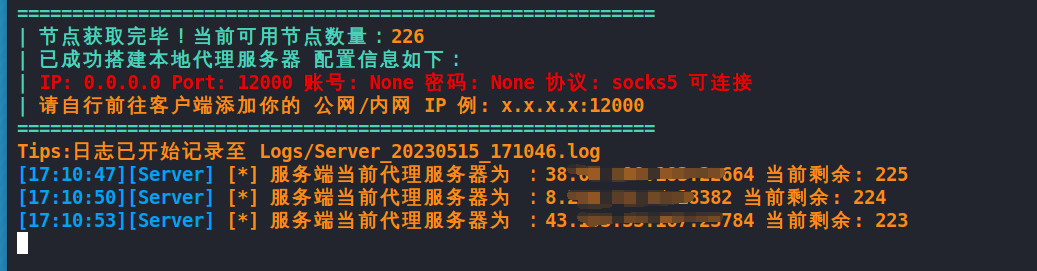 ============================================================
| 节点获取完毕！当前可用节点数量：226
| 已成功搭建本地代理服务器 配置信息如下：
| IP: 0.0.0.0 Port: 12000 账号: None 密码: None 协议: socks5 可连接
| 请自行前往客户端添加你的 公网/内网 IP 例: x.x.x.x:12000
============================================================
Tips:日志已开始记录至 Logs/Server_20230515_171046.log
[17:10:47][Server] [*] 服务端当前代理服务器为 ：38. 当前剩余: 225
[17:10:50][Server] [*] 服务端当前代理服务器为 ：8. 当前剩余: 224
[17:10:53][Server] [*] 服务端当前代理服务器为 ：43. 当前剩余: 223